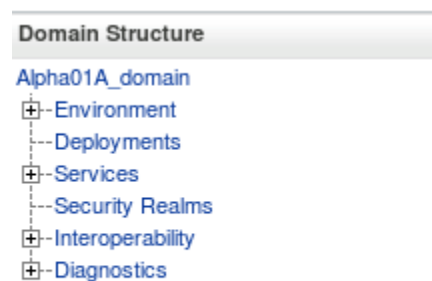 Domain Structure
Alpha01A_domain
Environment
Deployments
Services
Security Realms
Interoperability
Diagnostics